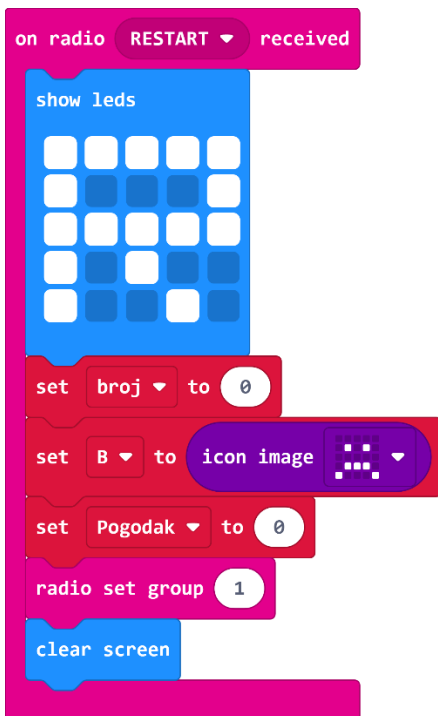 on radio RESTART received
show leds
set broj to 0
set B to icon image
set Pogodak to 0
radio set group 1
clear screen